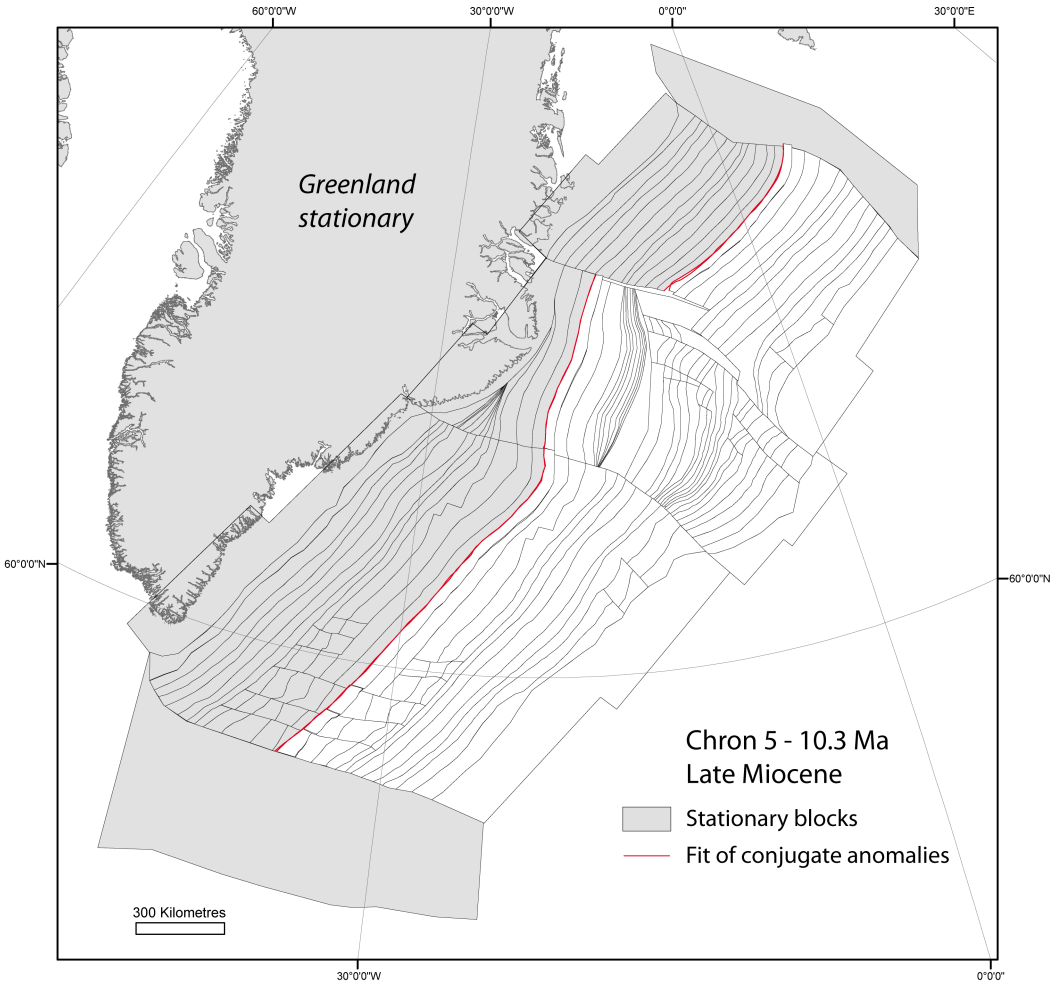 60°0'0"W
30°0'0"W
0°0'0"
30°0'0"E
Greenland
stationary
60°0'0"N
60°0'0"N
Chron 5 - 10.3 Ma
Late Miocene
Stationary blocks
Fit of conjugate anomalies
300 Kilometres
30°0'0"W
0°0'0"